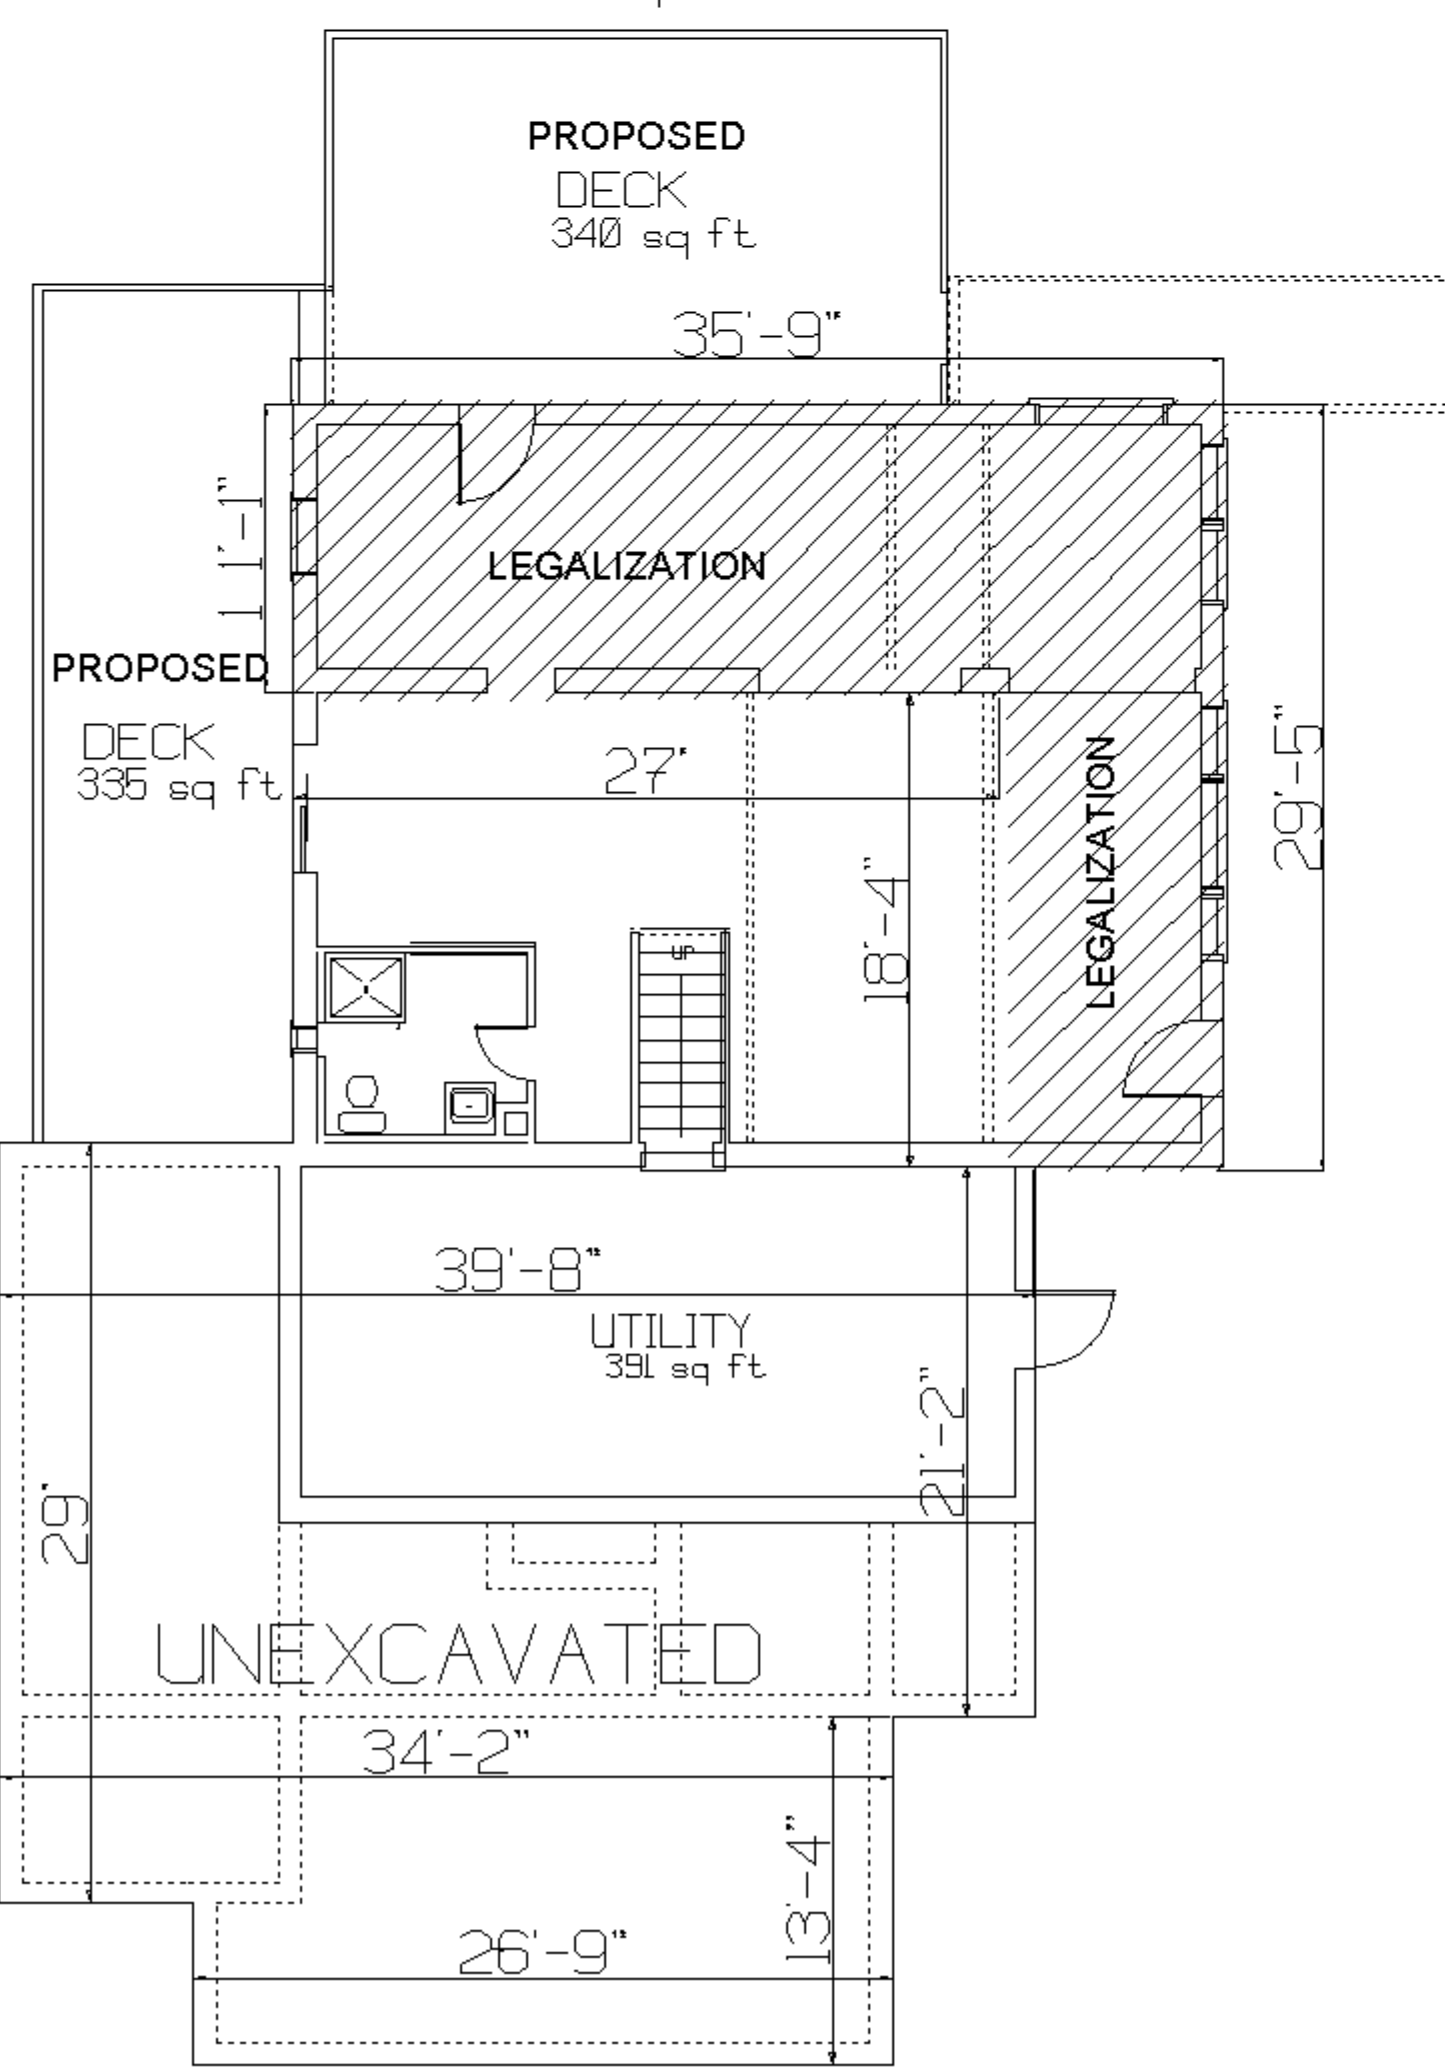 PROPOSED
DECK
340 sq ft
35'-9"
11'-1"
LEGALIZATION
PROPOSED
DECK
335 sq ft
27'
18'-4"
LEGALIZATION
29'-5"
UP
39'-8"
UTILITY
391 sq ft
21'-2"
29'
UNEXCAVATED
34'-2"
13'-4"
26'-9"